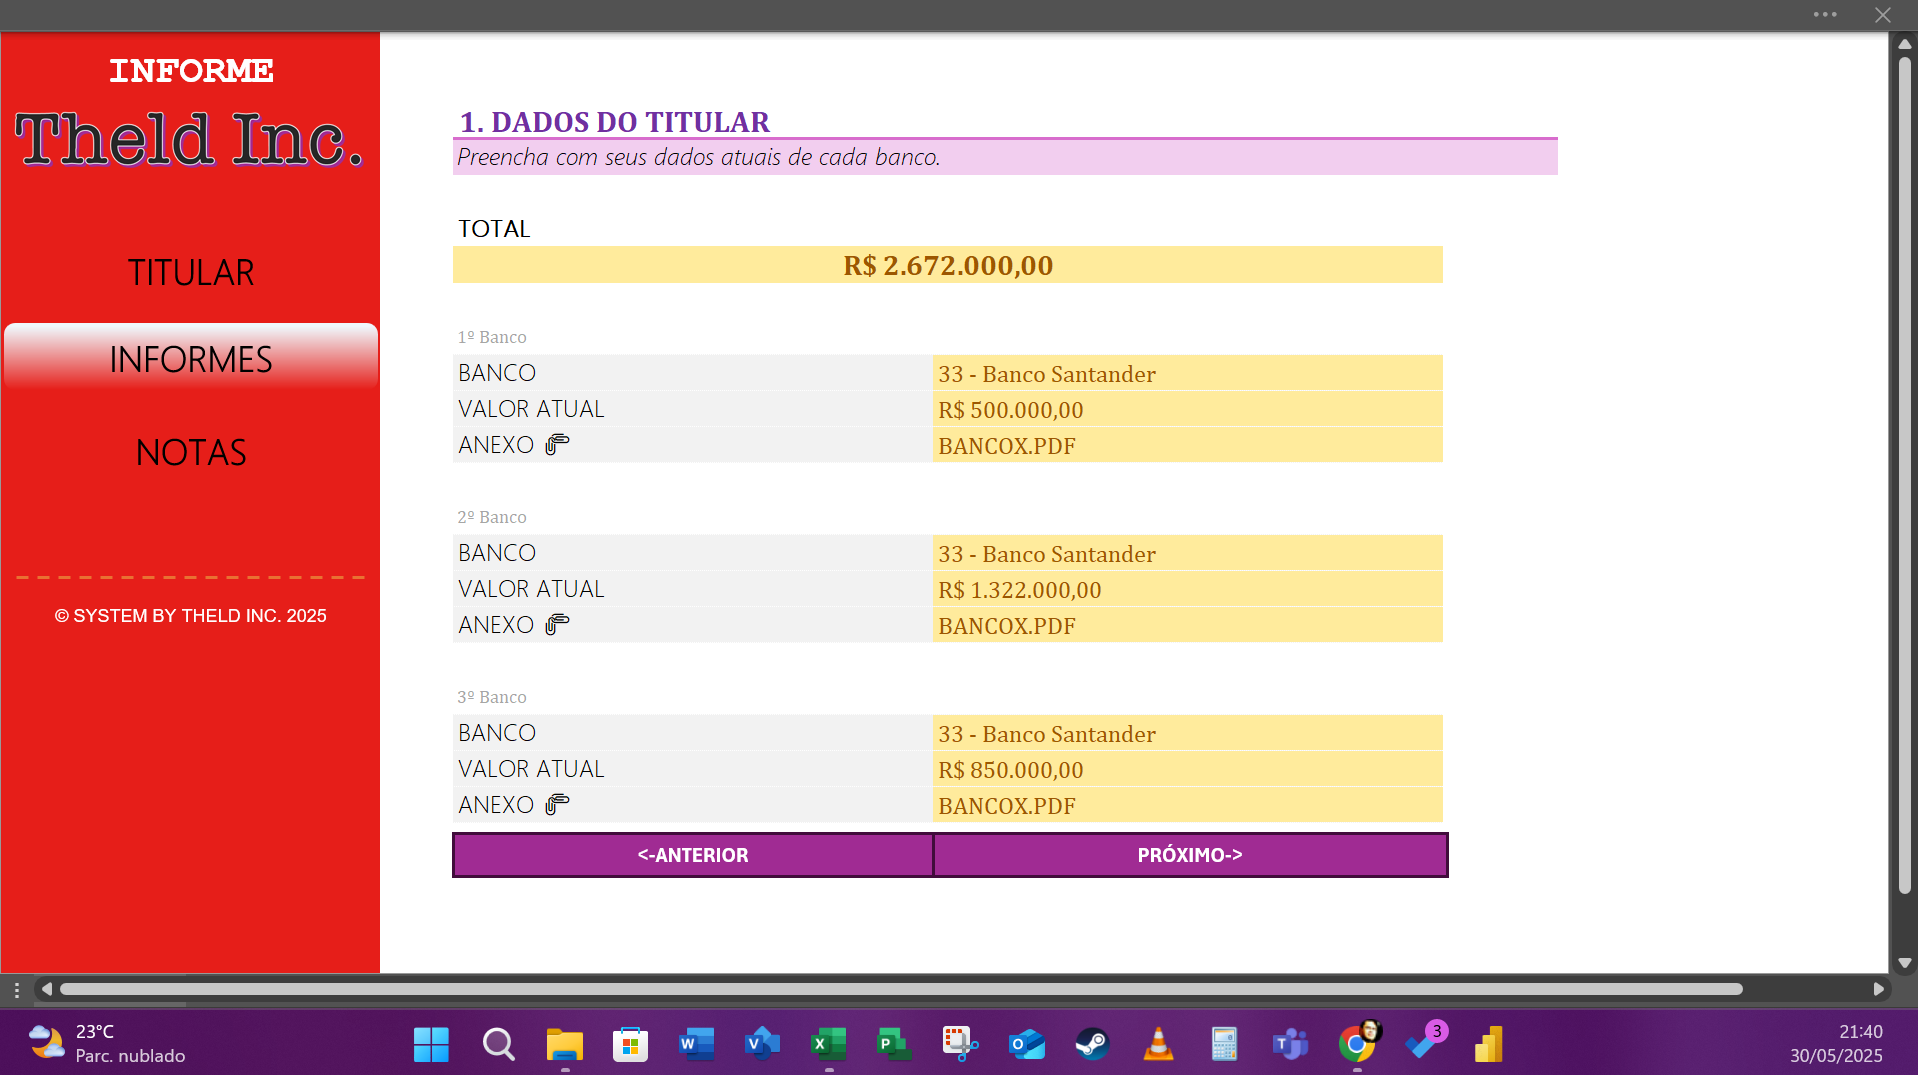 INFORME
Theld Inc.
TITULAR
INFORMES
NOTAS
© SYSTEM BY THELD INC. 2025
1. DADOS DO TITULAR
Preencha com seus dados atuais de cada banco.
TOTAL
R$ 2.672.000,00
1º Banco
BANCO 33 - Banco Santander
VALOR ATUAL R$ 500.000,00
ANEXO BANCOX.PDF
2º Banco
BANCO 33 - Banco Santander
VALOR ATUAL R$ 1.322.000,00
ANEXO BANCOX.PDF
3º Banco
BANCO 33 - Banco Santander
VALOR ATUAL R$ 850.000,00
ANEXO BANCOX.PDF
<-ANTERIOR PRÓXIMO->
23°C
Parc. nublado
3
21:40
30/05/2025